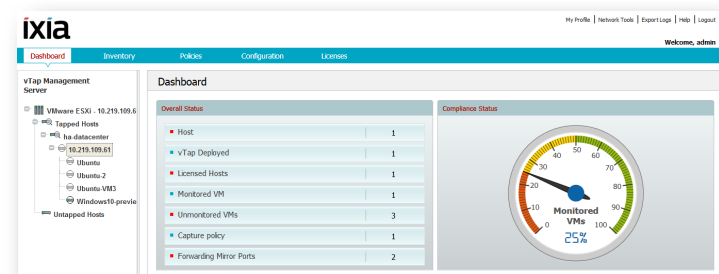 ixia
My Profile | Network Tools | Export Logs | Help | Logout
Welcome, admin
Dashboard Inventory Policies Configuration Licenses
vTap Management
Server
VMware ESXi - 10.219.109.6
Tapped Hosts
ha-datacenter
10.219.109.61
Ubuntu
Ubuntu-2
Ubuntu-VM3
Windows10-previe
Untapped Hosts
Dashboard
Overall Status
Host 1
vTap Deployed 1
Licensed Hosts 1
Monitored VM 1
Unmonitored VMs 3
Capture policy 1
Forwarding Mirror Ports 2
Compliance Status
0 10 20 30 40 50 60 70 80 90 100
Monitored
VMs
25%